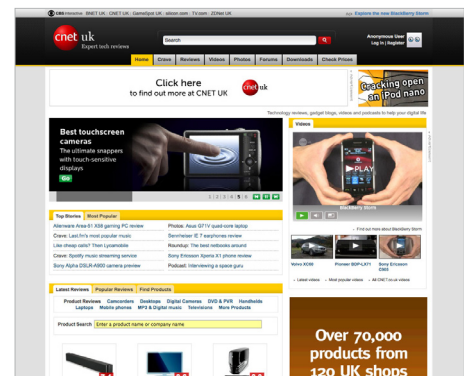 CBS Interactive BNET UK | CNET UK | GameSpot UK | silicon.com | TV.com | ZDNet UK
Explore the new BlackBerry Storm
cnet uk
Expert tech reviews
Search
Anonymous User
Log in | Register
Home Crave Reviews Videos Photos Forums Downloads Check Prices
Click here
to find out more at CNET UK
cnet uk
Cracking open
an iPod nano
Technology reviews, gadget blogs, videos and podcasts to help your digital life
Best touchscreen
cameras
The ultimate snappers
with touch-sensitive
displays
Go
1 | 2 | 3 | 4 | 5 | 6
Videos
PLAY
BlackBerry Storm
Find out more about BlackBerry Storm
Volvo XC60
Pioneer BDP-LX71
Sony Ericsson
C905
Latest videos Most popular videos All CNET.co.uk videos
Top Stories Most Popular
Alienware Area-51 X58 gaming PC review
Crave: Last.fm's most popular music
Like cheap calls? Then Lycamobile
Crave: Spotify music streaming service
Sony Alpha DSLR-A900 camera preview
Photos: Asus G71V quad-core laptop
Sennheiser IE 7 earphones review
Roundup: The best netbooks around
Sony Ericsson Xperia X1 phone review
Podcast: Interviewing a space guru
Latest Reviews Popular Reviews Find Products
Product Reviews Camcorders Desktops Digital Cameras DVD & PVR Handhelds
Laptops Mobile phones MP3 & Digital music Televisions More Products
Product Search Enter a product name or company name
Over 70,000
products from
120 UK shops